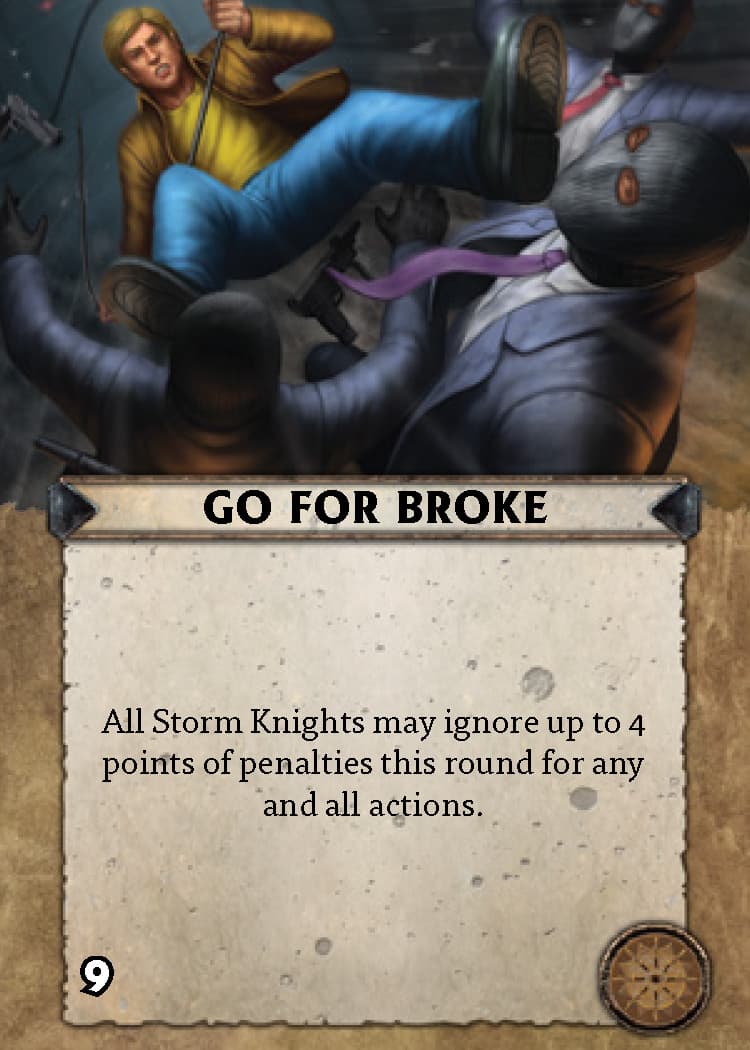 GO FOR BROKE
All Storm Knights may ignore up to 4
points of penalties this round for any
and all actions.
9